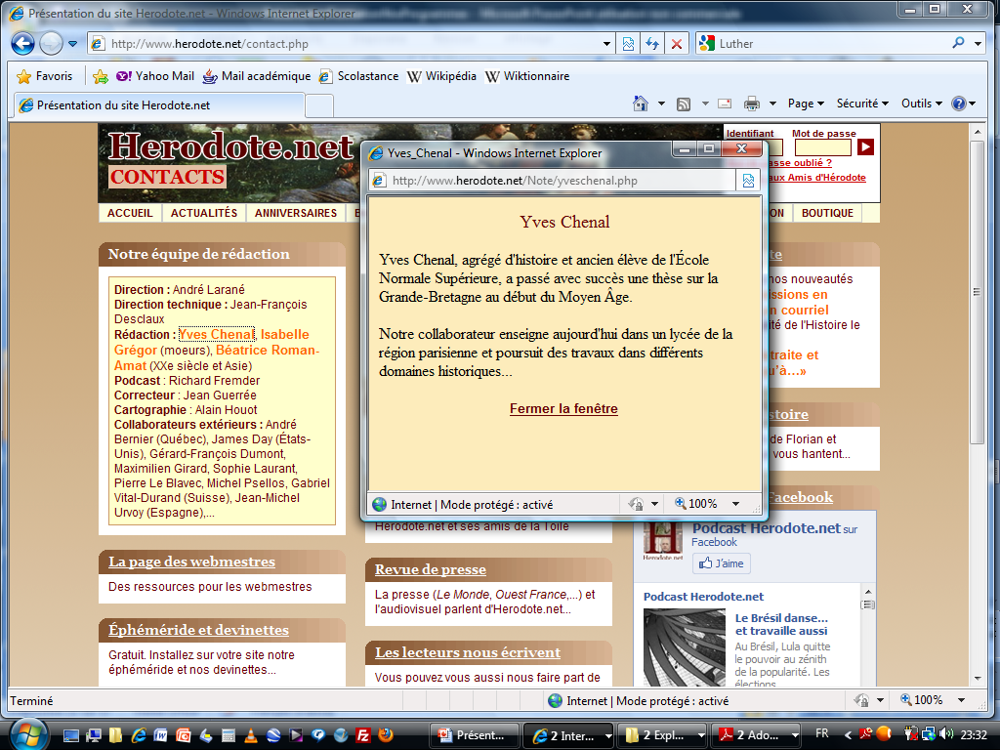 Présentation du site Herodote.net - Windows Internet Explorer
http://www.herodote.net/contact.php
Luther
Favoris
Yahoo Mail
Mail académique
Scolastance
Wikipédia
Wiktionnaire
Présentation du site Herodote.net
Page
Sécurité
Outils
Herodote.net
CONTACTS
Identifiant
Mot de passe
asse oublié ?
aux Amis d'Hérodote
ACCUEIL
ACTUALITÉS
ANNIVERSAIRES
ON
BOUTIQUE
Notre équipe de rédaction
Direction : André Larané
Direction technique : Jean-François
Desclaux
Rédaction : Yves Chenal, Isabelle
Grégor (moeurs), Béatrice Roman-
Amat (XXe siècle et Asie)
Podcast : Richard Fremder
Correcteur : Jean Guerrée
Cartographie : Alain Houot
Collaborateurs extérieurs : André
Bernier (Québec), James Day (États-
Unis), Gérard-François Dumont,
Maximilien Girard, Sophie Laurant,
Pierre Le Blavec, Michel Psellos, Gabriel
Vital-Durand (Suisse), Jean-Michel
Urvoy (Espagne),...
La page des webmestres
Des ressources pour les webmestres
Éphéméride et devinettes
Gratuit. Installez sur votre site notre
éphéméride et nos devinettes...
Yves_Chenal - Windows Internet Explorer
http://www.herodote.net/Note/yveschenal.php
Yves Chenal
Yves Chenal, agrégé d'histoire et ancien élève de l'École
Normale Supérieure, a passé avec succès une thèse sur la
Grande-Bretagne au début du Moyen Âge.
Notre collaborateur enseigne aujourd'hui dans un lycée de la
région parisienne et poursuit des travaux dans différents
domaines historiques...
Fermer la fenêtre
Internet | Mode protégé : activé
100%
Herodote.net et ses amis de la Toile
Revue de presse
La presse (Le Monde, Ouest France,...) et
l'audiovisuel parlent d'Herodote.net...
Les lecteurs nous écrivent
Vous pouvez vous aussi nous faire part de
te
nos nouveautés
ssions en
n courriel
ité de l'Histoire le
traite et
u'à...»
stoire
de Florian et
vous hantent...
Facebook
Herodote.net
Podcast Herodote.net sur
Facebook
J'aime
Podcast Herodote.net
Le Brésil danse...
et travaille aussi
Au Brésil, Lula quitte
le pouvoir au zénith
de la popularité. Les
élections
Terminé
Internet | Mode protégé : activé
100%
Présent...
2 Inter...
2 Expl...
2 Ado...
FR
23:32